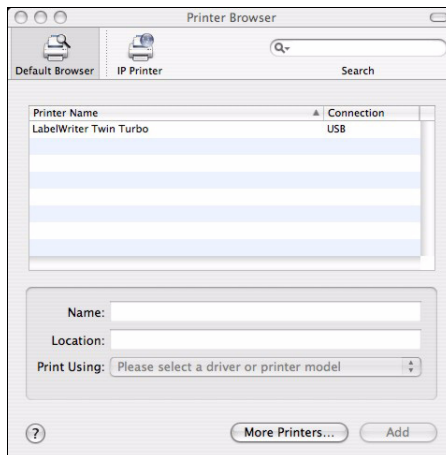 Printer Browser
Default Browser IP Printer Search
Printer Name Connection
LabelWriter Twin Turbo USB
Name:
Location:
Print Using: Please select a driver or printer model
? More Printers... Add